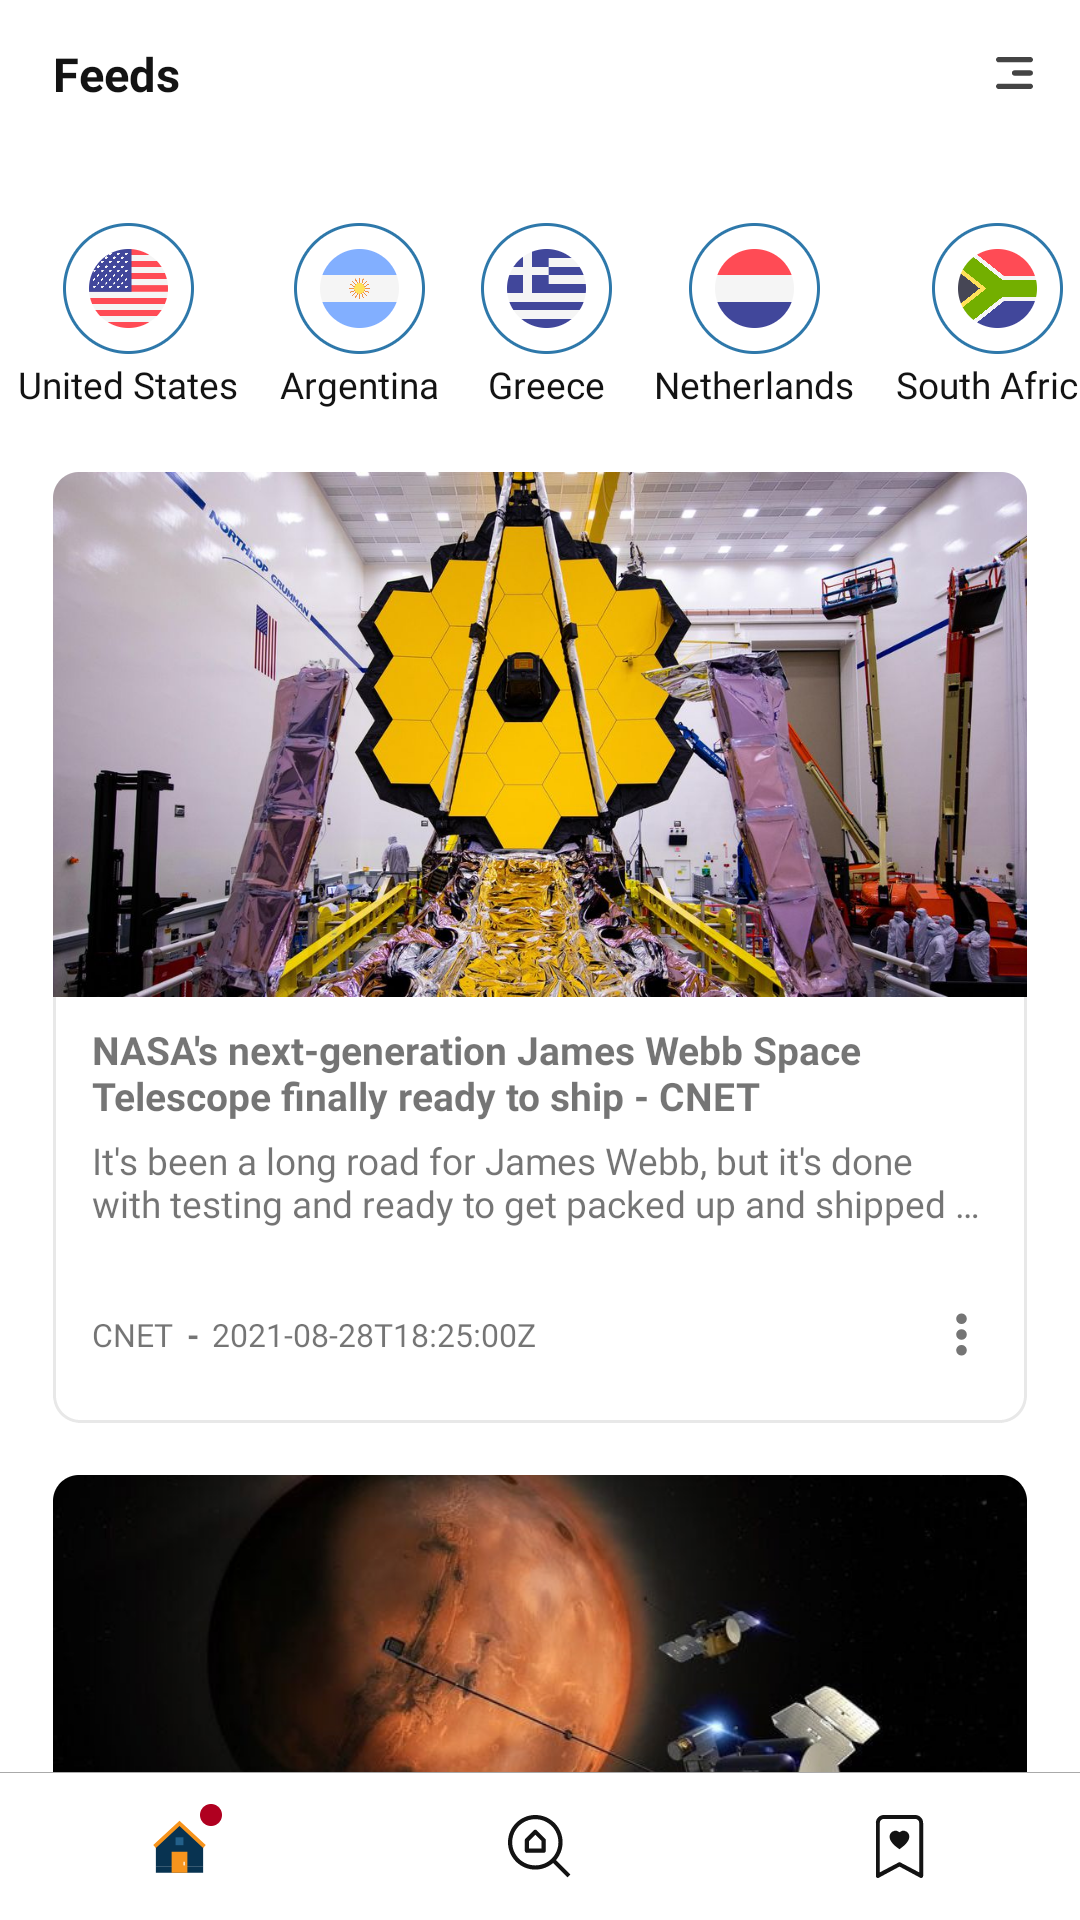 Feeds
United States
Argentina
Greece
Netherlands
South Afric
NORTHROP GRUMMAN
NASA's next-generation James Webb Space
Telescope finally ready to ship - CNET
It's been a long road for James Webb, but it's done
with testing and ready to get packed up and shipped ...
CNET - 2021-08-28T18:25:00Z